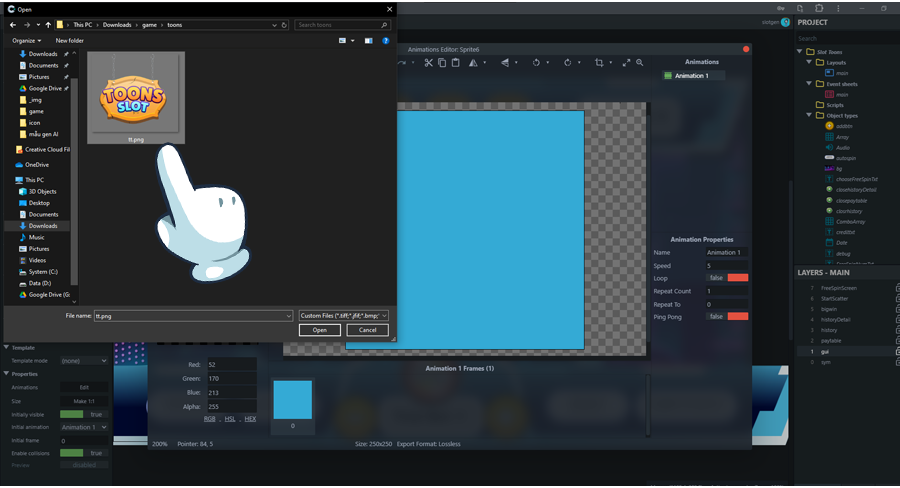 Open
This PC > Downloads > game > toons
Search toons
Organize
New folder
Downloads
Documents
Pictures
Google Drive
_img
game
icon
mẫu gen AI
Creative Cloud Fil
OneDrive
This PC
3D Objects
Desktop
Documents
Downloads
Music
Pictures
Videos
System (C:)
Data (D:)
Google Drive (G:
TOONS
SLOT
tt.png
File name:
tt.png
Custom Files (*.tiff;*.jfif;*.bmp;*
Open
Cancel
Animations Editor: Sprite6
Animations
Animation 1
Animation Properties
Name
Animation 1
Speed
5
Loop
false
Repeat Count
1
Repeat To
0
Ping Pong
false
Template
Template mode
(none)
Properties
Animations
Edit
Size
Make 1:1
Initially visible
true
Initial animation
Animation 1
Initial frame
0
Enable collisions
true
Preview
disabled
Red:
52
Green:
170
Blue:
213
Alpha:
255
RGB , HSL , HEX
Animation 1 Frames (1)
0
200%
Pointer: 84, 5
Size: 250x250
Export Format: Lossless
slotgen
PROJECT
Search
Slot Toons
Layouts
main
Event sheets
main
Scripts
Object types
addbtn
Array
Audio
autospin
bg
chooseFreeSpinTxt
closehistoryDetail
closepaytable
closrhistory
ComboArray
creditxt
Date
debug
LAYERS - MAIN
7 FreeSpinScreen
6 StartScatter
5 bigwin
4 historyDetail
3 history
2 paytable
1 gui
0 sym